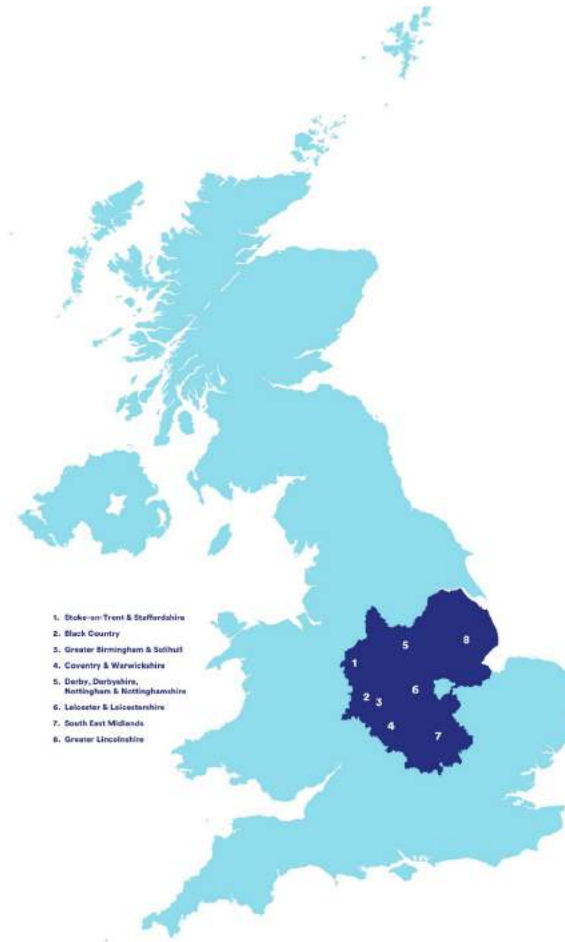 1. Stoke-on-Trent & Staffordshire
2. Black Country
3. Greater Birmingham & Solihull
4. Coventry & Warwickshire
5. Derby, Derbyshire,
Nottingham & Nottinghamshire
6. Leicester & Leicestershire
7. South East Midlands
8. Greater Lincolnshire
8
5
1
6
2
3
4
7